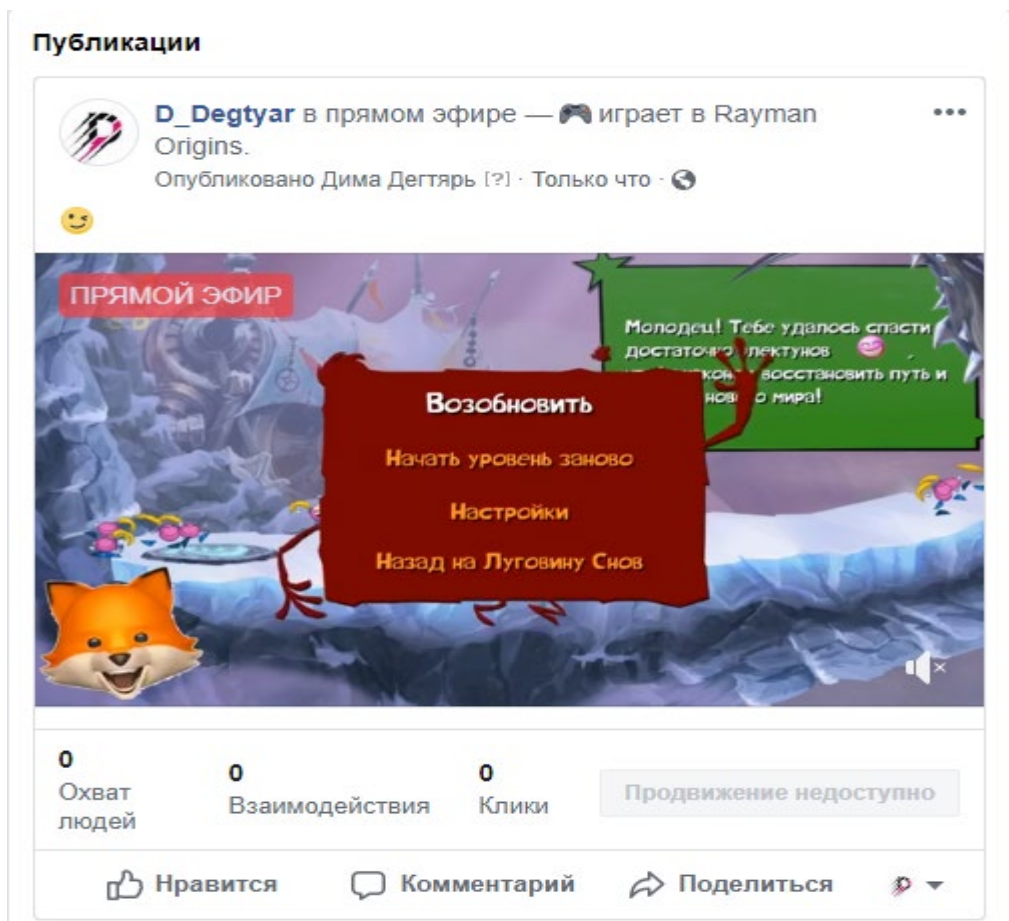 Публикации
D_Degtyar в прямом эфире — 🎮 играет в Rayman
Origins.
Опубликовано Дима Дегтярь [?] · Только что ·
😉
ПРЯМОЙ ЭФИР
Молодец! Тебе удалось спасти
достаточно
восстановить путь и
мира!
Возобновить
Начать уровень заново
Настройки
Назад на Луговину Снов
0
Охват
людей
0
Взаимодействия
0
Клики
Продвижение недоступно
Нравится
Комментарий
Поделиться